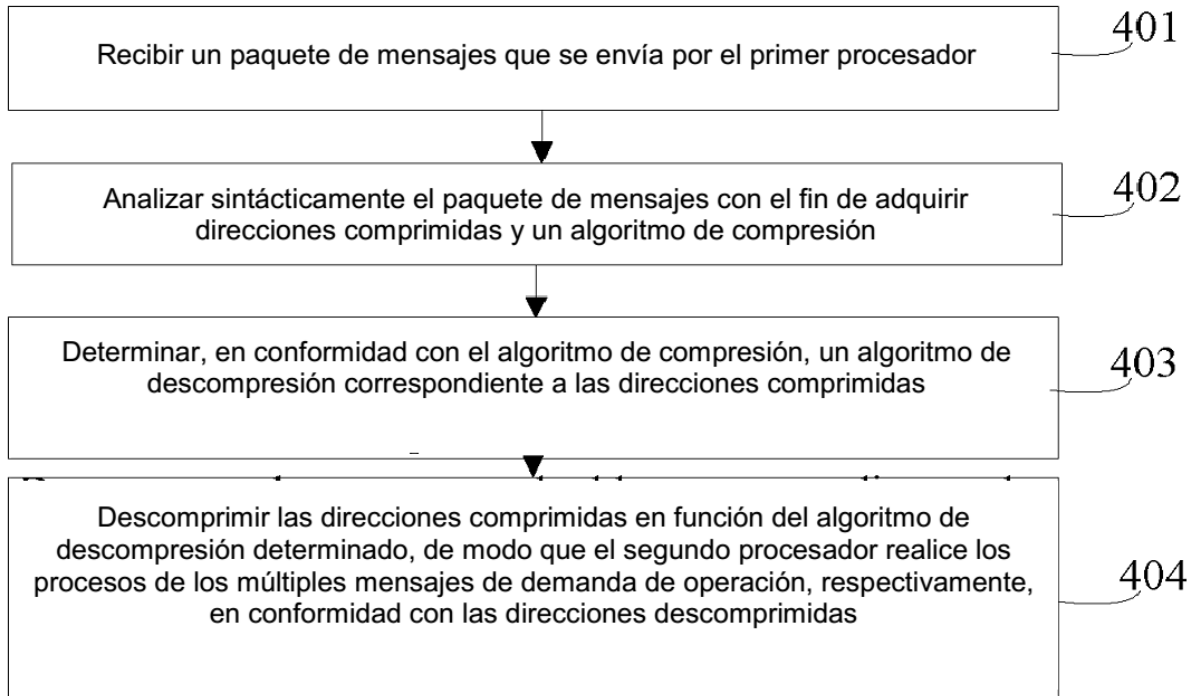 Recibir un paquete de mensajes que se envía por el primer procesador
401
Analizar sintácticamente el paquete de mensajes con el fin de adquirir
direcciones comprimidas y un algoritmo de compresión
402
Determinar, en conformidad con el algoritmo de compresión, un algoritmo de
descompresión correspondiente a las direcciones comprimidas
403
Descomprimir las direcciones comprimidas en función del algoritmo de
descompresión determinado, de modo que el segundo procesador realice los
procesos de los múltiples mensajes de demanda de operación, respectivamente,
en conformidad con las direcciones descomprimidas
404